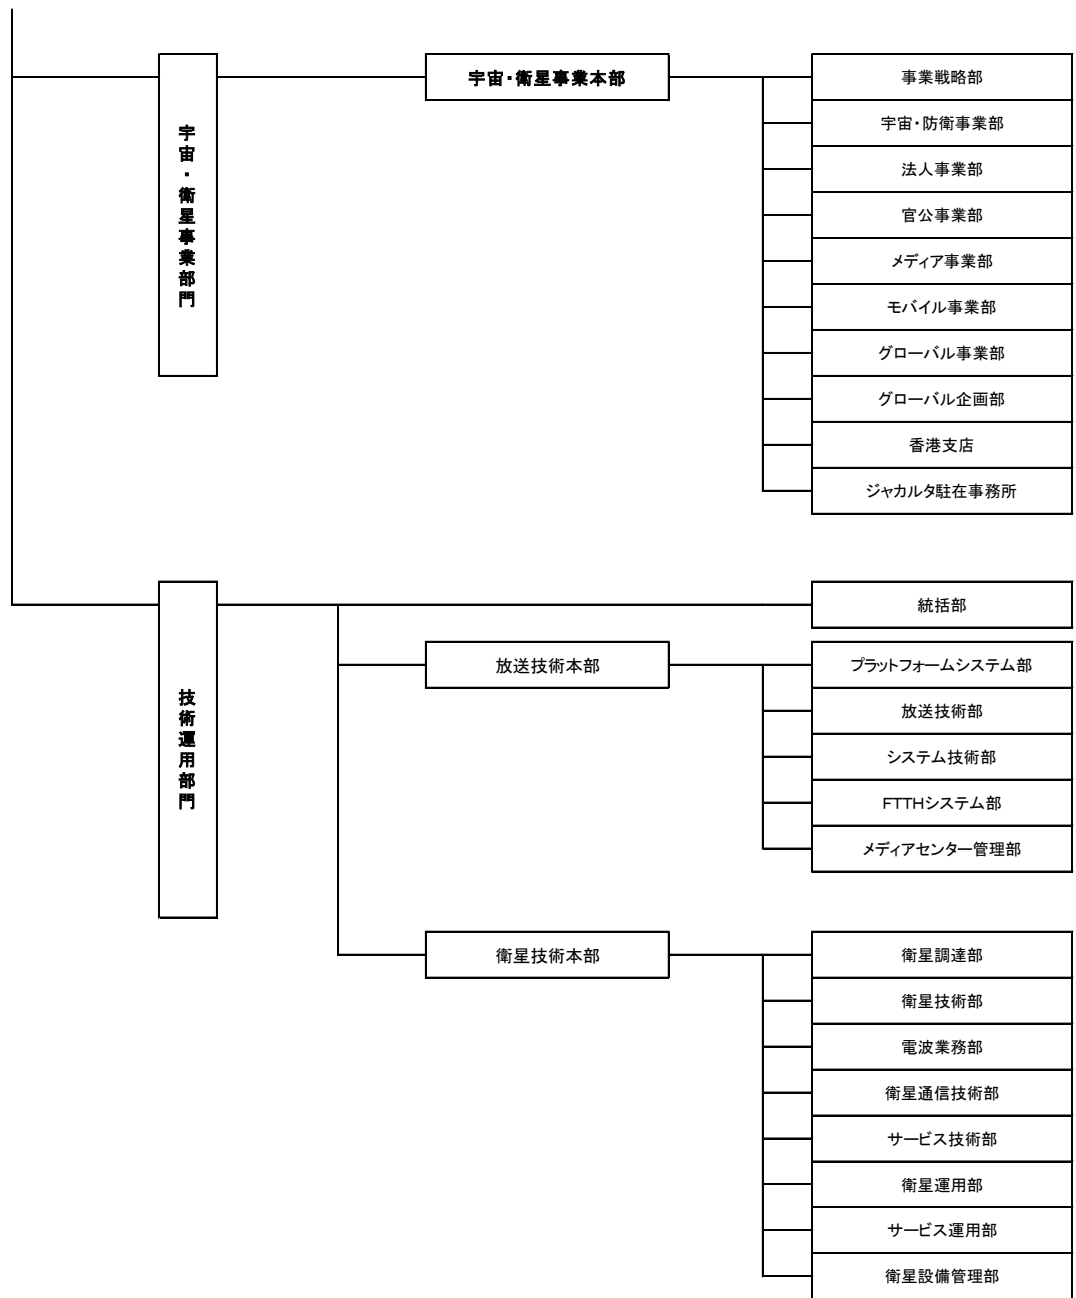 宇宙・衛星事業部門
宇宙・衛星事業本部
事業戦略部
宇宙・防衛事業部
法人事業部
官公事業部
メディア事業部
モバイル事業部
グローバル事業部
グローバル企画部
香港支店
ジャカルタ駐在事務所
技術運用部門
統括部
放送技術本部
プラットフォームシステム部
放送技術部
システム技術部
FTTHシステム部
メディアセンター管理部
衛星技術本部
衛星調達部
衛星技術部
電波業務部
衛星通信技術部
サービス技術部
衛星運用部
サービス運用部
衛星設備管理部